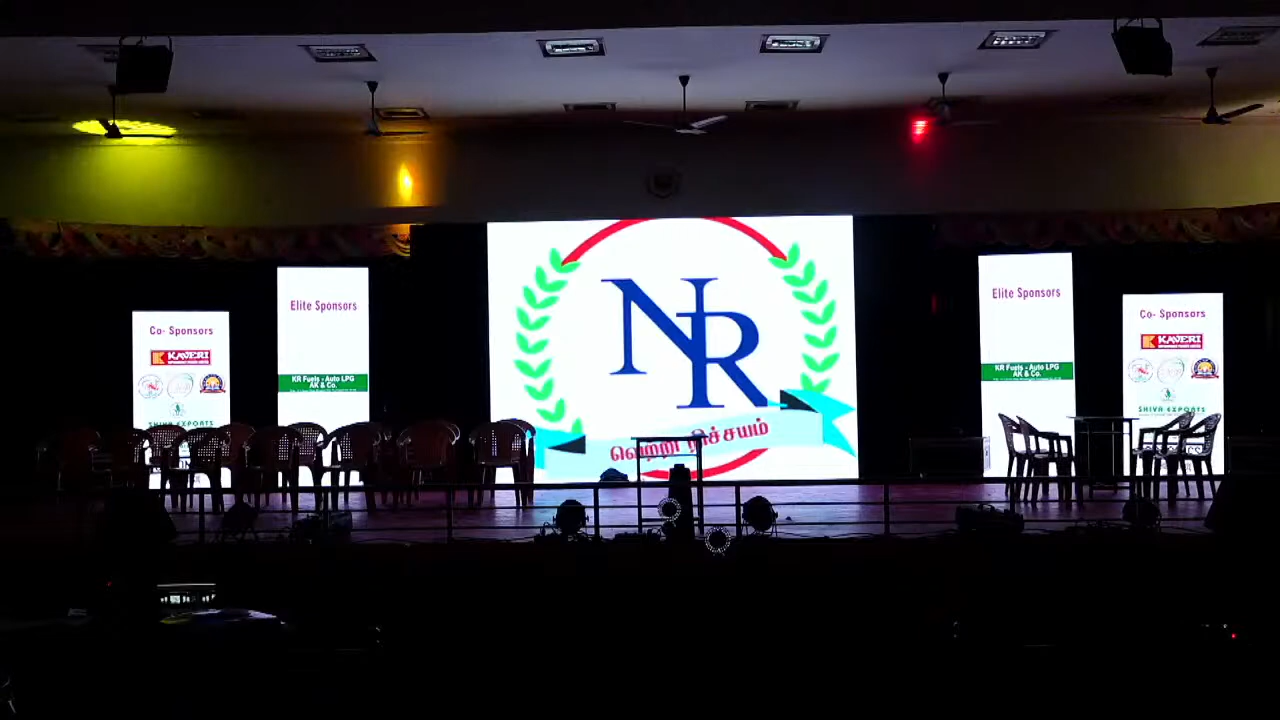 Co- Sponsors
KAVERI
SHIVA EXPORTS
Elite Sponsors
KR Fuels - Auto LPG
AK & Co.
NR
வெற்றி நிச்சயம்
Elite Sponsors
KR Fuels - Auto LPG
AK & Co.
Co- Sponsors
KAVERI
SHIVA EXPORTS